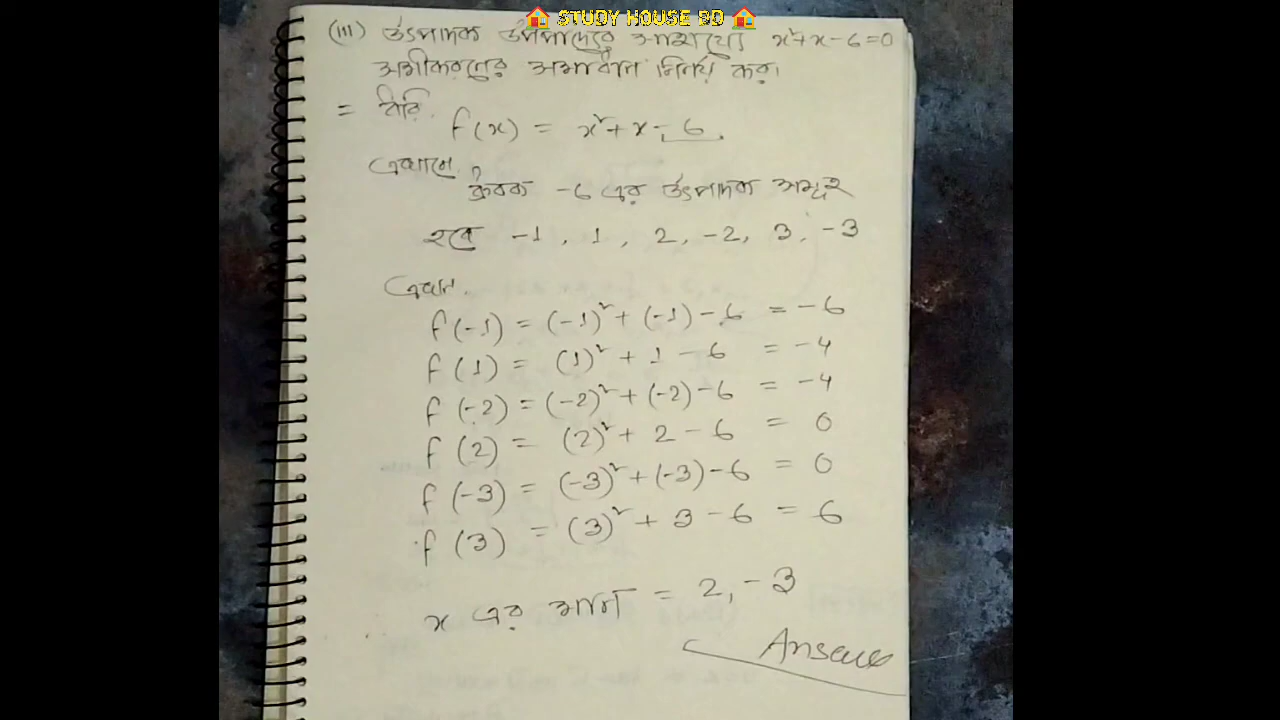 🏠 STUDY HOUSE BD 🏠
(III) উৎপাদক উপপাদ্যের সাহায্যে x²+x-6=0
সমীকরণের সমাধান নির্ণয় কর।
= ধরি,
f(x) = x²+x-6.
এখানে,
ধ্রুবক -6 এর উৎপাদক সমূহ
হবে -1, 1, 2, -2, 3, -3
এখন,
f(-1) = (-1)²+(-1)-6 = -6
f(1) = (1)²+1-6 = -4
f(-2) = (-2)²+(-2)-6 = -4
f(2) = (2)²+2-6 = 0
f(-3) = (-3)²+(-3)-6 = 0
f(3) = (3)²+3-6 = 6
x এর মান = 2, -3